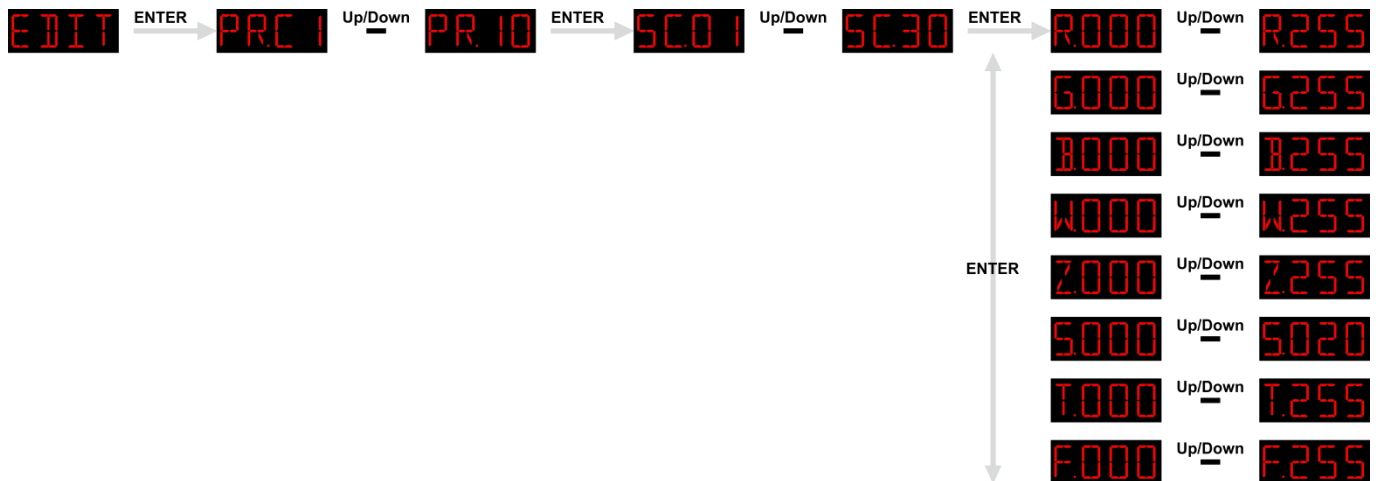 EDIT ENTER PR.C1 Up/Down PR.10 ENTER SC.01 Up/Down SC.30 ENTER R.000 Up/Down R.255
G.000 Up/Down G.255
B.000 Up/Down B.255
W.000 Up/Down W.255
ENTER Z.000 Up/Down Z.255
S.000 Up/Down S.020
T.000 Up/Down T.255
F.000 Up/Down F.255